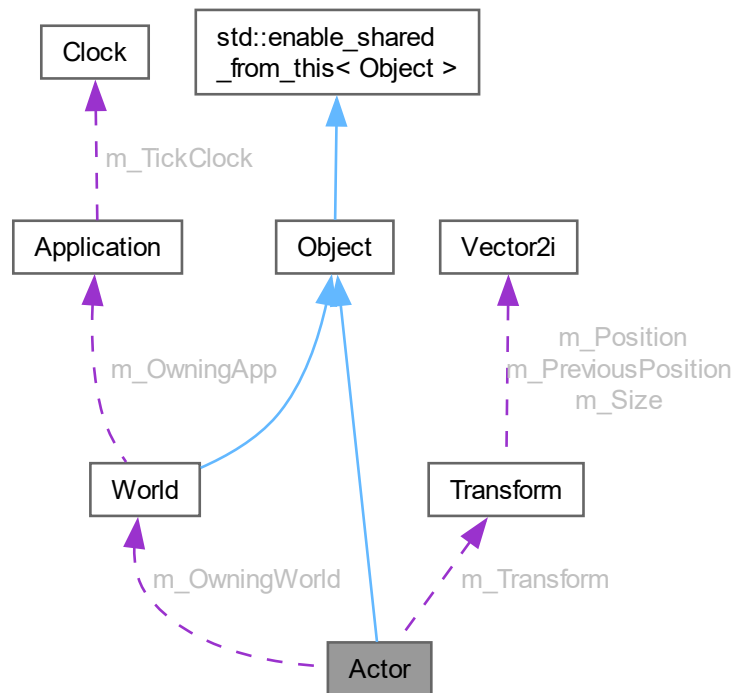 Clock
std::enable_shared
_from_this< Object >
m_TickClock
Application
Object
Vector2i
m_OwningApp
m_Position
m_PreviousPosition
m_Size
World
Transform
m_OwningWorld
m_Transform
Actor